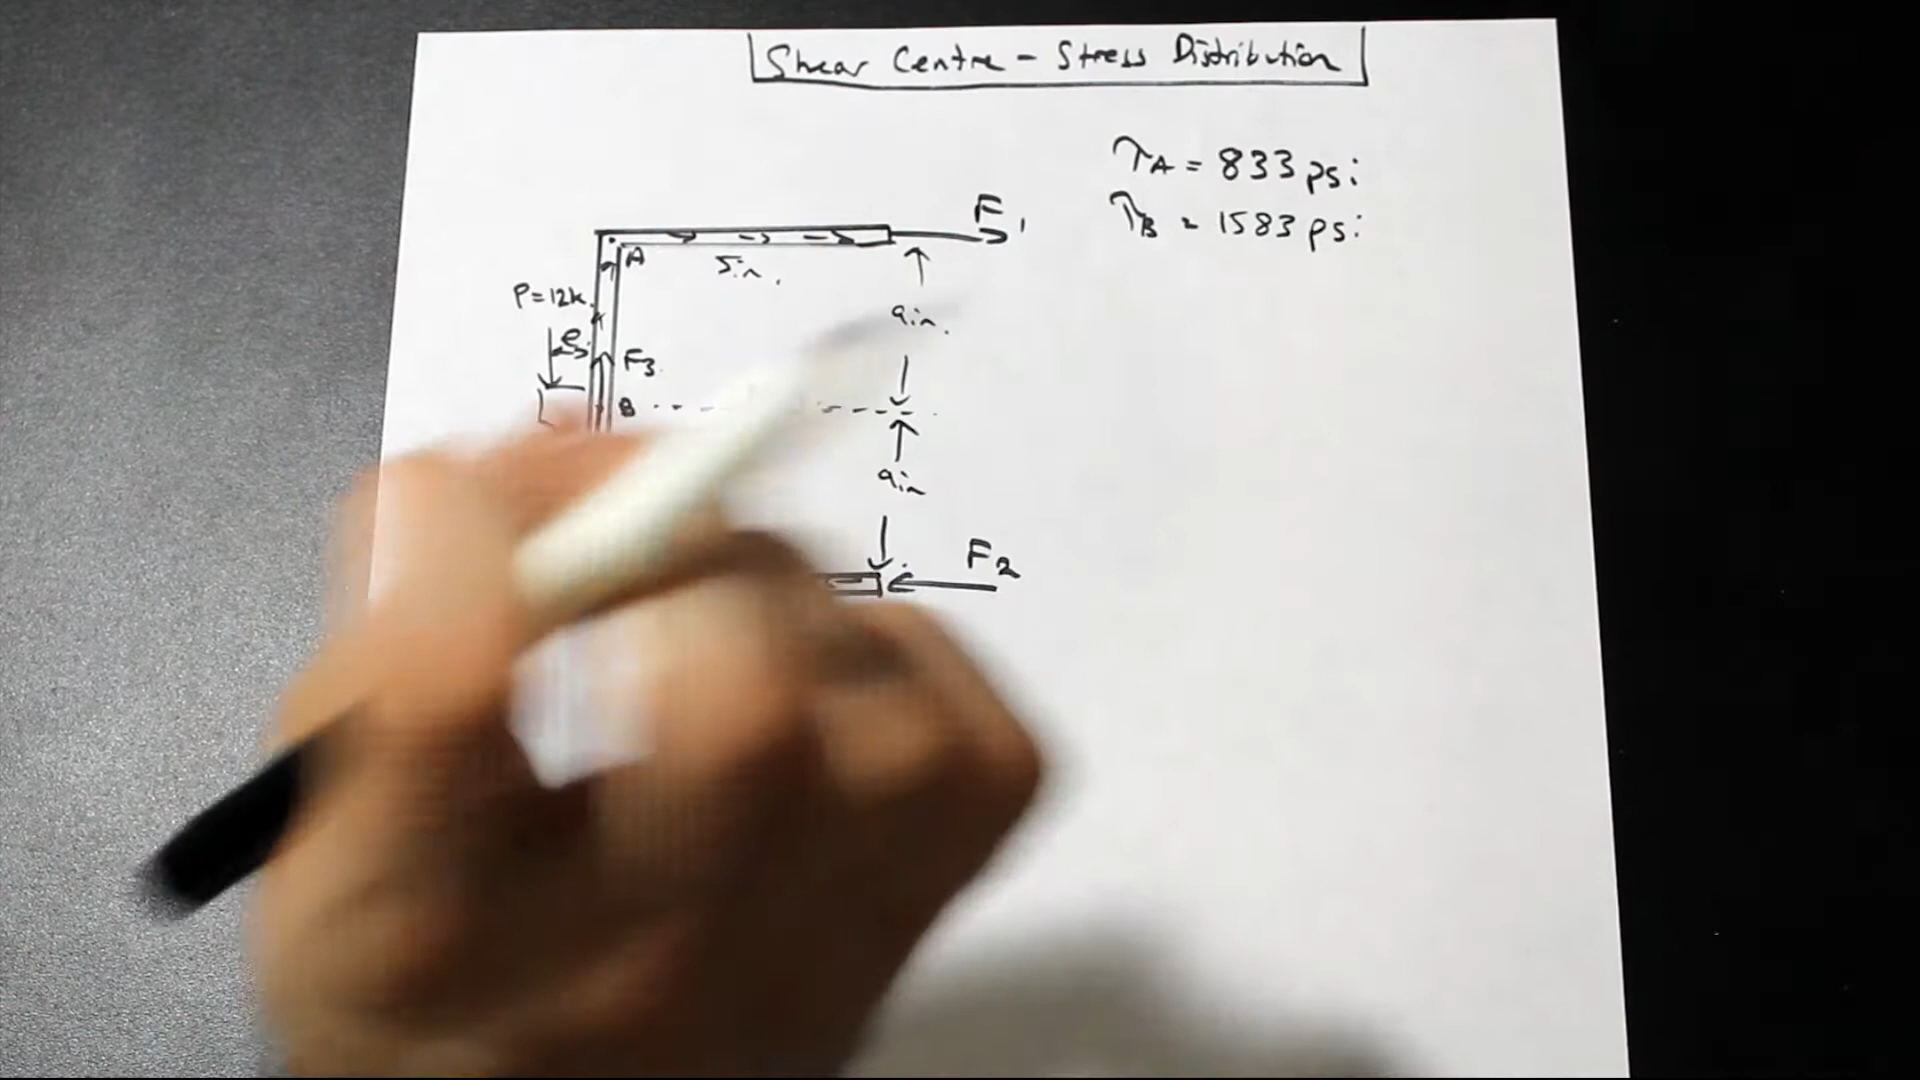 Shear Centre - Stress Distribution
τA = 833 psi
τB = 1583 psi
F1
A
5in.
P=12k
9in.
e
F3
B
9in
F2